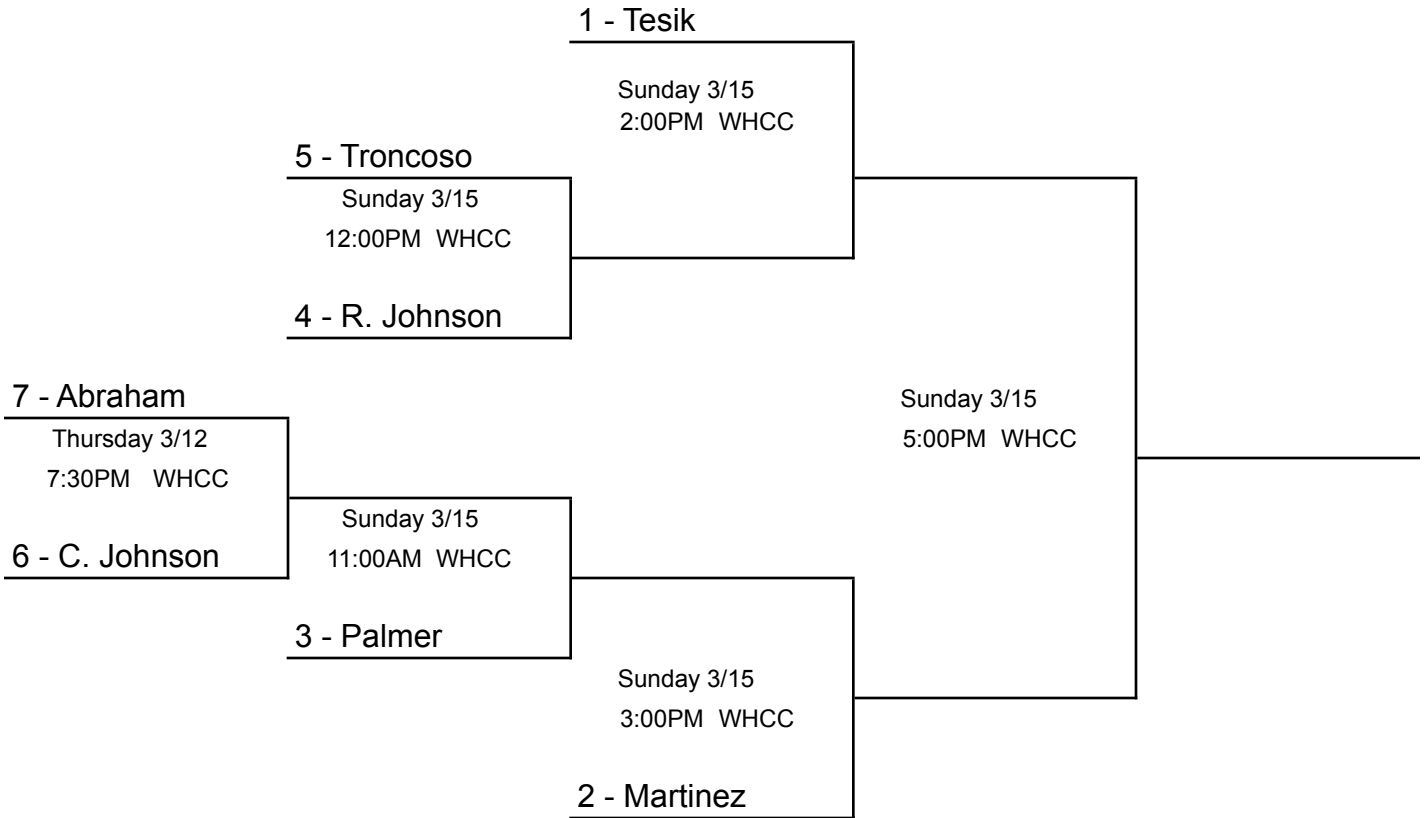 1 - Tesik
Sunday 3/15
2:00PM WHCC
5 - Troncoso
Sunday 3/15
12:00PM WHCC
4 - R. Johnson
7 - Abraham
Thursday 3/12
7:30PM WHCC
6 - C. Johnson
Sunday 3/15
11:00AM WHCC
3 - Palmer
Sunday 3/15
3:00PM WHCC
2 - Martinez
Sunday 3/15
5:00PM WHCC